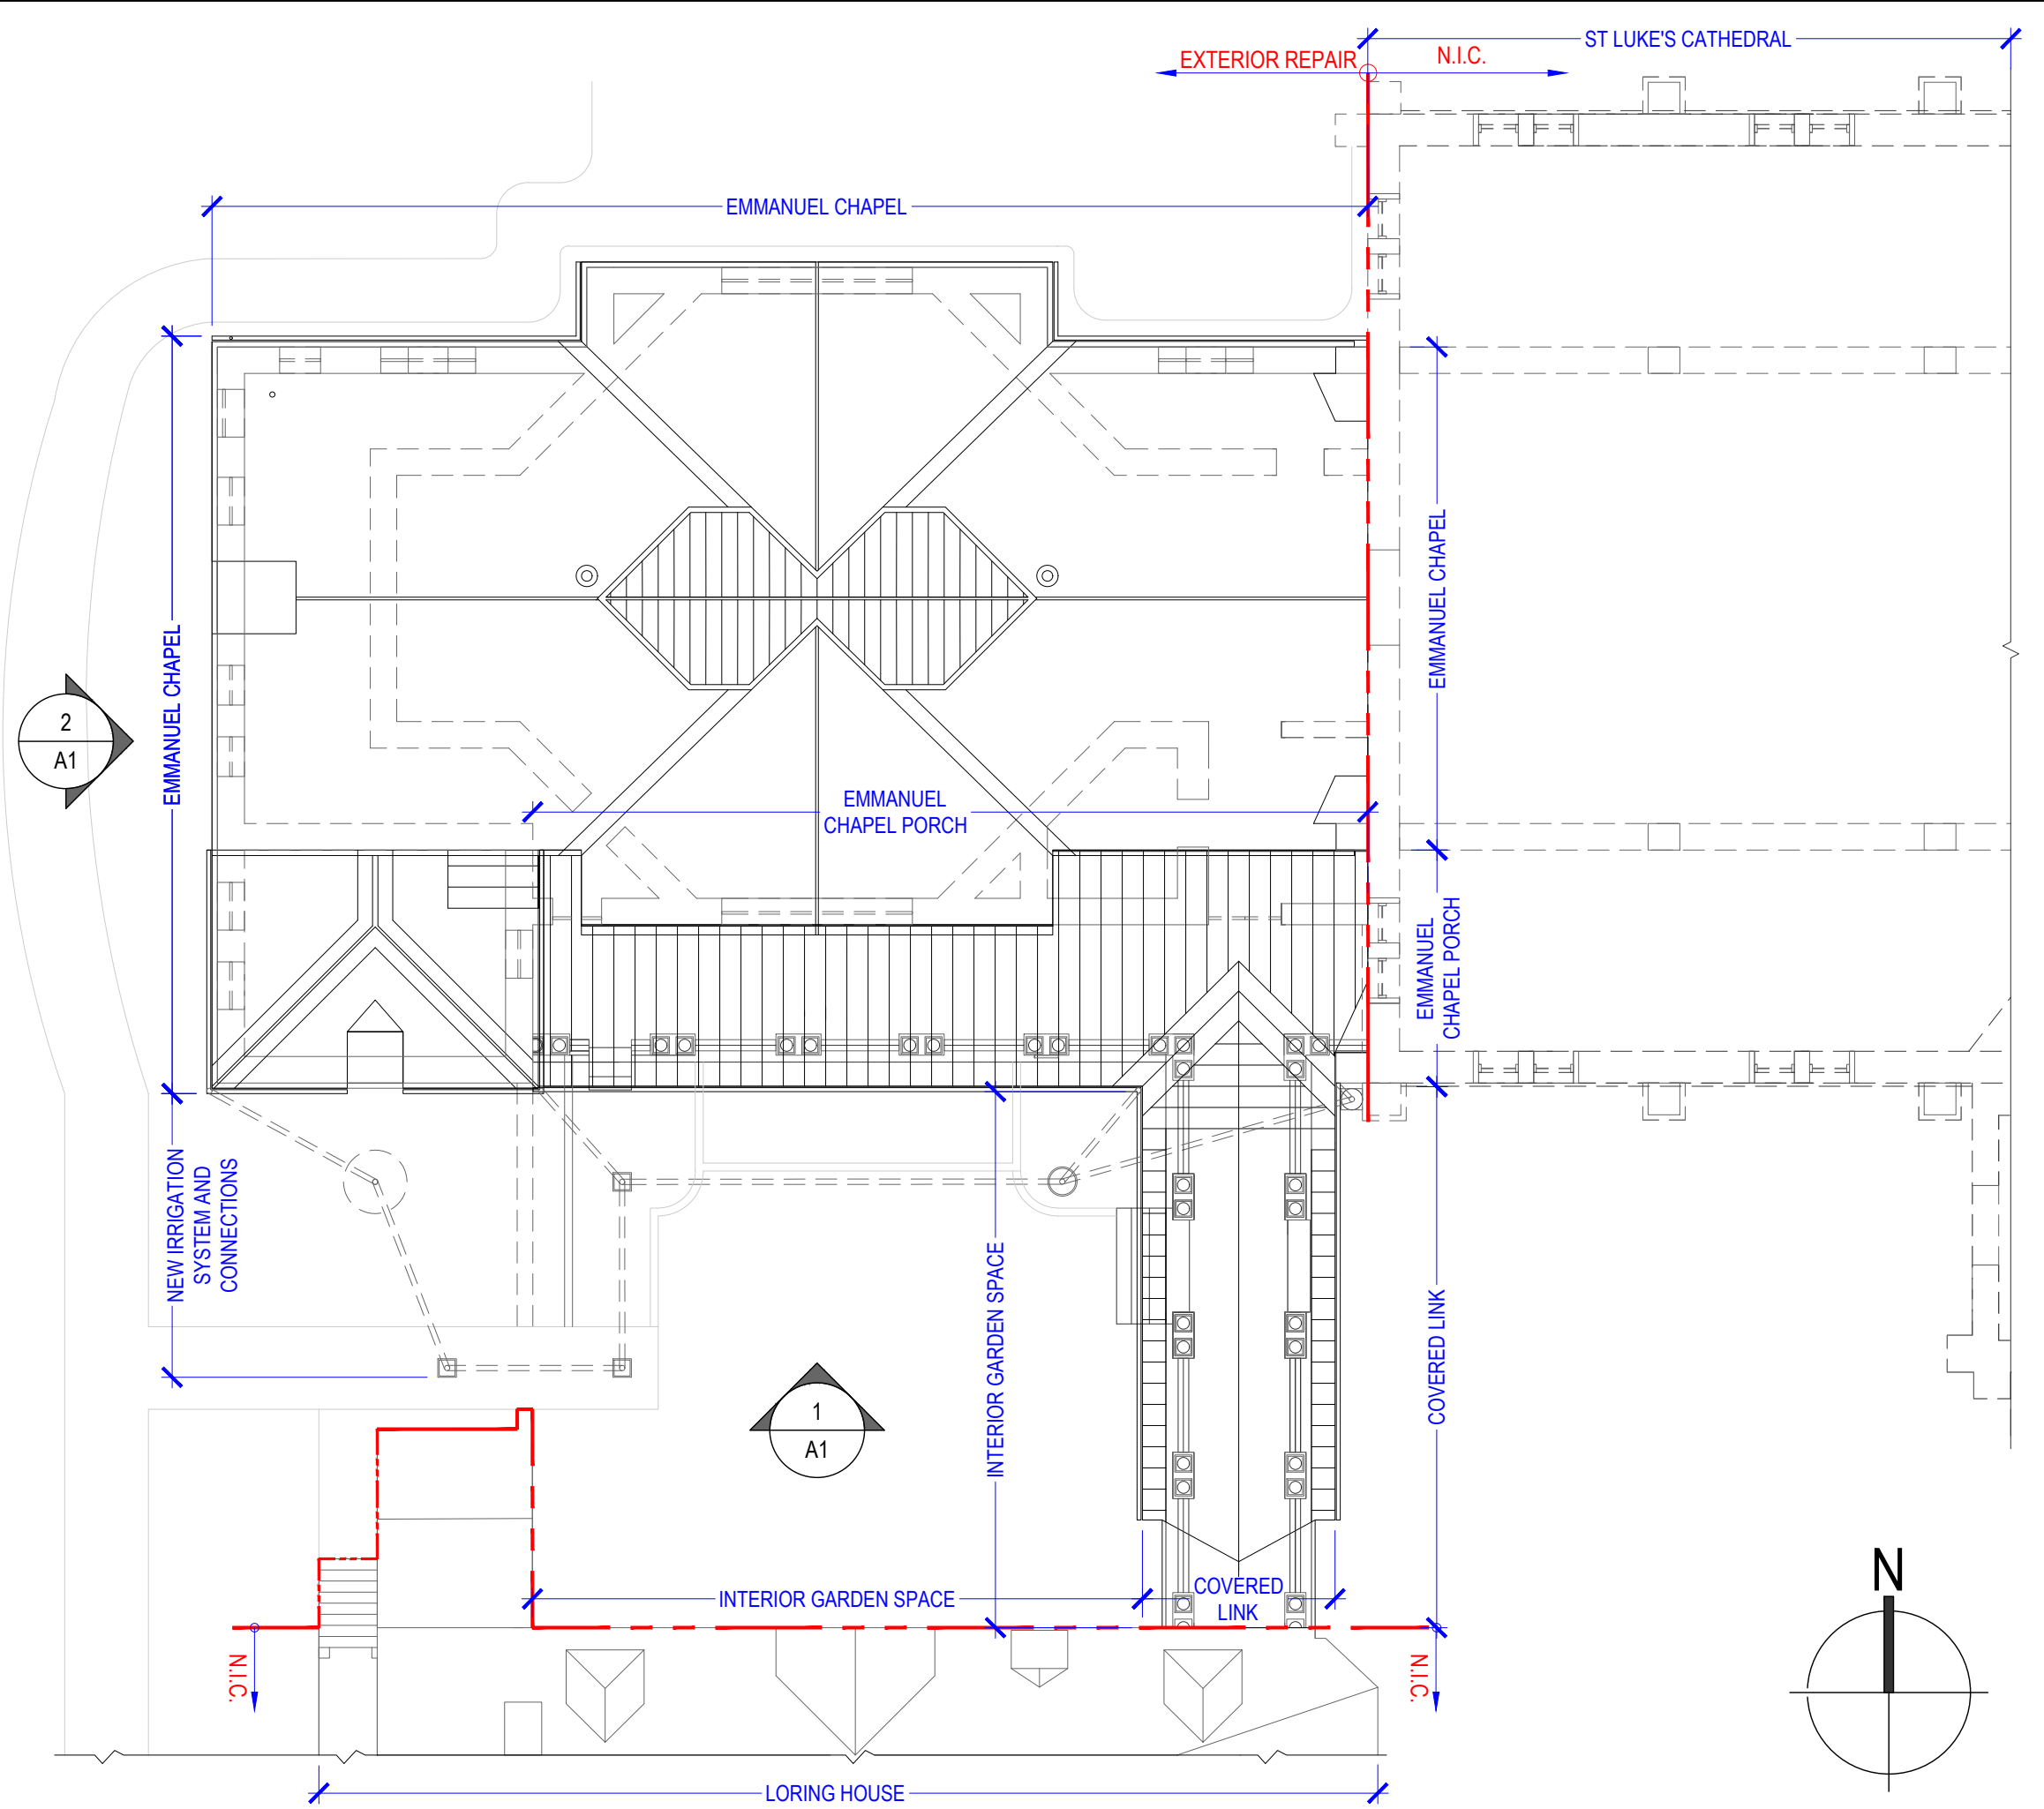 ST LUKE'S CATHEDRAL
EXTERIOR REPAIR
N.I.C.
EMMANUEL CHAPEL
EMMANUEL CHAPEL
EMMANUEL CHAPEL
2
A1
EMMANUEL
CHAPEL PORCH
EMMANUEL
CHAPEL PORCH
NEW IRRIGATION
SYSTEM AND
CONNECTIONS
INTERIOR GARDEN SPACE
COVERED LINK
1
A1
INTERIOR GARDEN SPACE
COVERED
LINK
N
N.I.C.
N.I.C.
LORING HOUSE